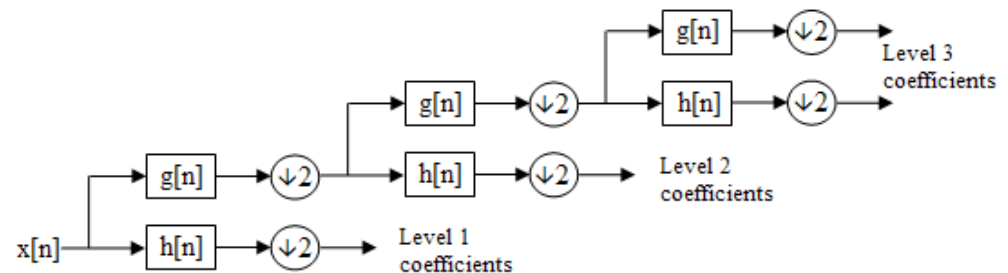 g[n] ↓2
Level 3
coefficients
g[n] ↓2 h[n] ↓2
g[n] ↓2 h[n] ↓2
Level 2
coefficients
x[n] h[n] ↓2
Level 1
coefficients